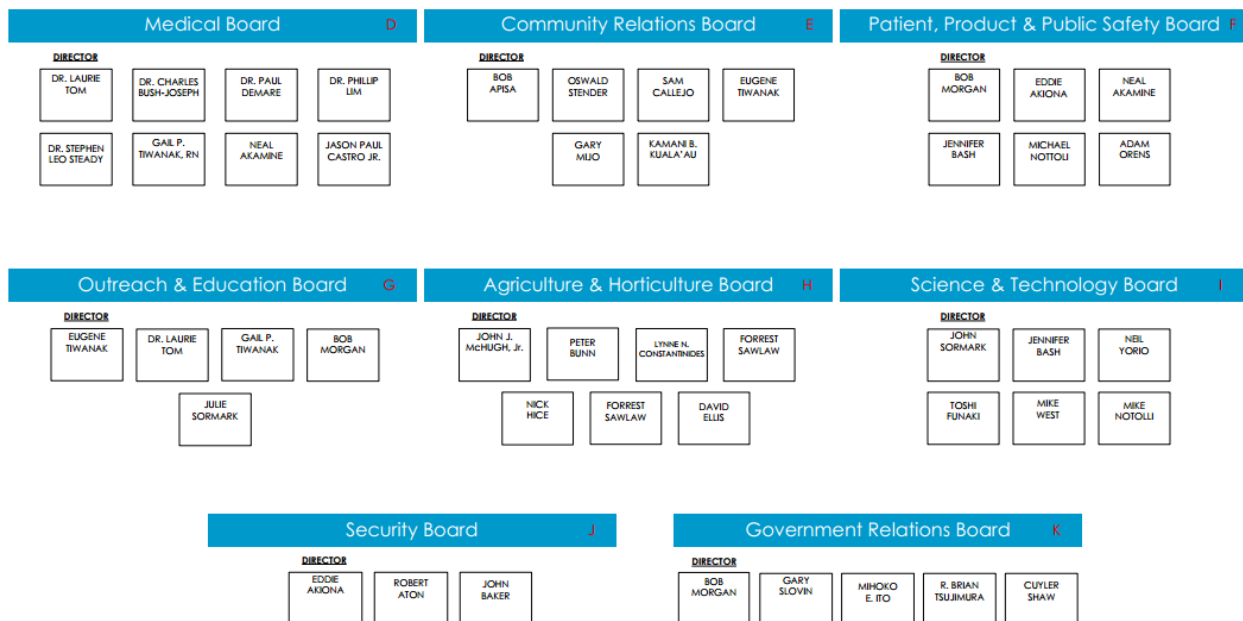 Medical Board D
DIRECTOR
DR. LAURIE
TOM
DR. CHARLES
BUSH-JOSEPH
DR. PAUL
DEMARE
DR. PHILLIP
LIM
DR. STEPHEN
LEO STEADY
GAIL P.
TIWANAK, RN
NEAL
AKAMINE
JASON PAUL
CASTRO JR.
Community Relations Board E
DIRECTOR
BOB
APISA
OSWALD
STENDER
SAM
CALLEJO
EUGENE
TIWANAK
GARY
MIJO
KAMANI B.
KUALA'AU
Patient, Product & Public Safety Board F
DIRECTOR
BOB
MORGAN
EDDIE
AKIONA
NEAL
AKAMINE
JENNIFER
BASH
MICHAEL
NOTTOLI
ADAM
ORENS
Outreach & Education Board G
DIRECTOR
EUGENE
TIWANAK
DR. LAURIE
TOM
GAIL P.
TIWANAK
BOB
MORGAN
JULIE
SORMARK
Agriculture & Horticulture Board H
DIRECTOR
JOHN J.
McHUGH, Jr.
PETER
BUNN
LYNNE N.
CONSTANTINIDES
FORREST
SAWLAW
NICK
HICE
FORREST
SAWLAW
DAVID
ELLIS
Science & Technology Board I
DIRECTOR
JOHN
SORMARK
JENNIFER
BASH
NEIL
YORIO
TOSHI
FUNAKI
MIKE
WEST
MIKE
NOTOLLI
Security Board J
DIRECTOR
EDDIE
AKIONA
ROBERT
ATON
JOHN
BAKER
Government Relations Board K
DIRECTOR
BOB
MORGAN
GARY
SLOVIN
MIHOKO
E. ITO
R. BRIAN
TSUJIMURA
CUYLER
SHAW